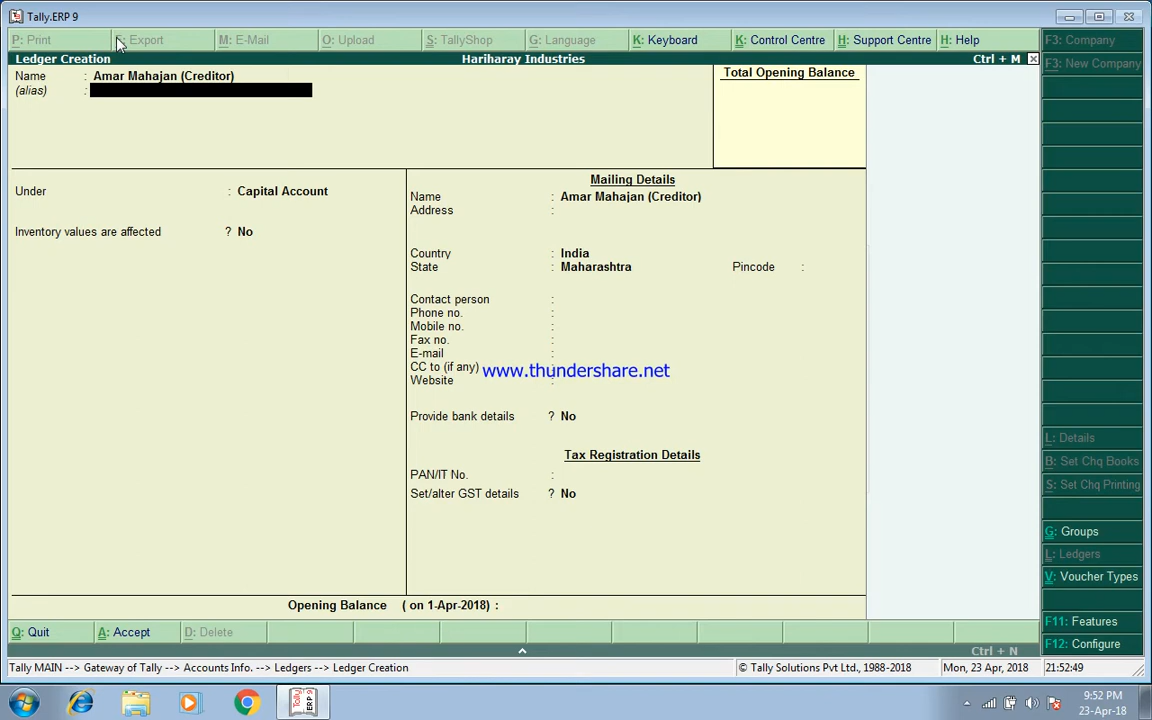 Tally.ERP 9
P: Print
E: Export
M: E-Mail
O: Upload
S: TallyShop
G: Language
K: Keyboard
K: Control Centre
H: Support Centre
H: Help
F3: Company
F3: New Company
Ledger Creation
Hariharay Industries
Ctrl + M
Name : Amar Mahajan (Creditor)
(alias) :
Total Opening Balance
Under : Capital Account
Inventory values are affected ? No
Mailing Details
Name : Amar Mahajan (Creditor)
Address :
Country : India
State : Maharashtra
Pincode :
Contact person :
Phone no. :
Mobile no. :
Fax no. :
E-mail :
CC to (if any) :
Website :
www.thundershare.net
Provide bank details ? No
Tax Registration Details
PAN/IT No. :
Set/alter GST details ? No
Opening Balance ( on 1-Apr-2018) :
L: Details
B: Set Chq Books
S: Set Chq Printing
G: Groups
L: Ledgers
V: Voucher Types
F11: Features
F12: Configure
Q: Quit
A: Accept
D: Delete
Ctrl + N
Tally MAIN --> Gateway of Tally --> Accounts Info. --> Ledgers --> Ledger Creation
© Tally Solutions Pvt Ltd., 1988-2018
Mon, 23 Apr, 2018
21:52:49
Tally
ERP 9
9:52 PM
23-Apr-18